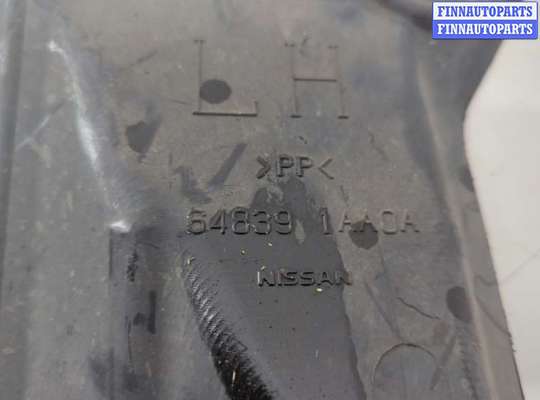 FINNAUTOPARTS
FINNAUTOPARTS
LH
>PP<
64839 1AA0A
NISSAN